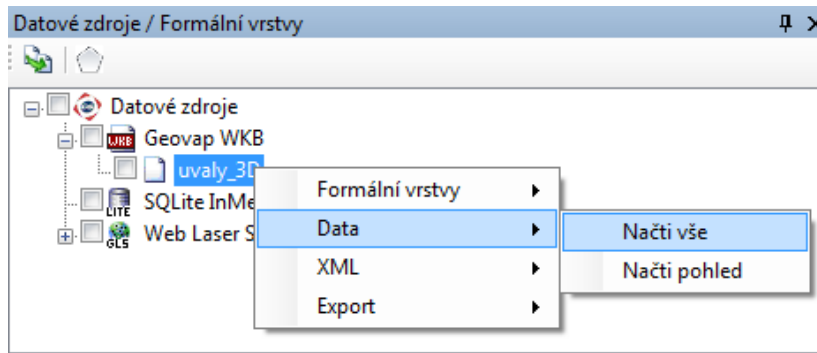 Datové zdroje / Formální vrstvy
Datové zdroje
WKB Geovap WKB
uvaly_3D
Formální vrstvy
LITE SQLite InMe
Data
Načti vše
GLS Web Laser S
XML
Načti pohled
Export